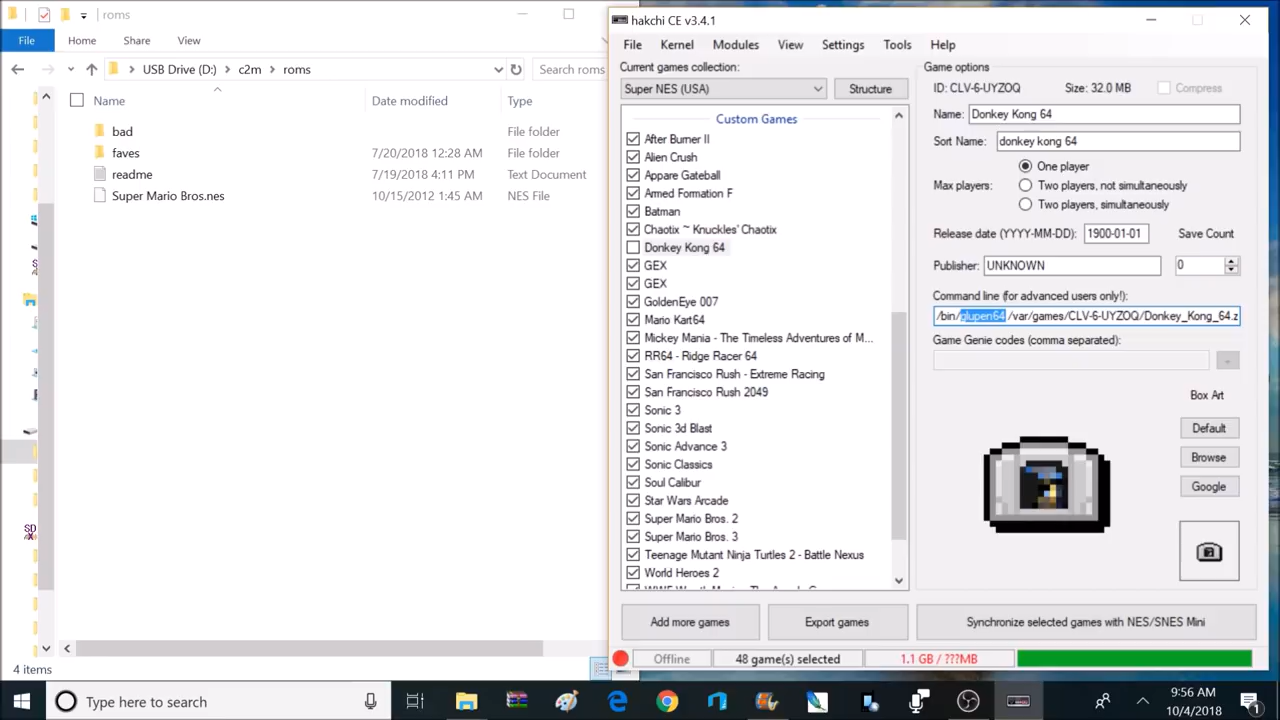 roms
File
Home
Share
View
USB Drive (D:) > c2m > roms
Search roms
Name
Date modified
Type
bad
File folder
faves
7/20/2018 12:28 AM
File folder
readme
7/19/2018 4:11 PM
Text Document
Super Mario Bros.nes
10/15/2012 1:45 AM
NES File
4 items
hakchi CE v3.4.1
File
Kernel
Modules
View
Settings
Tools
Help
Current games collection:
Super NES (USA)
Structure
Custom Games
After Burner II
Alien Crush
Appare Gateball
Armed Formation F
Batman
Chaotix ~ Knuckles' Chaotix
Donkey Kong 64
GEX
GEX
GoldenEye 007
Mario Kart64
Mickey Mania - The Timeless Adventures of M...
RR64 - Ridge Racer 64
San Francisco Rush - Extreme Racing
San Francisco Rush 2049
Sonic 3
Sonic 3d Blast
Sonic Advance 3
Sonic Classics
Soul Calibur
Star Wars Arcade
Super Mario Bros. 2
Super Mario Bros. 3
Teenage Mutant Ninja Turtles 2 - Battle Nexus
World Heroes 2
Add more games
Export games
Game options
ID: CLV-6-UYZOQ
Size: 32.0 MB
Compress
Name:
Donkey Kong 64
Sort Name:
donkey kong 64
Max players:
One player
Two players, not simultaneously
Two players, simultaneously
Release date (YYYY-MM-DD):
1900-01-01
Save Count
Publisher:
UNKNOWN
0
Command line (for advanced users only!):
/bin/glupen64 /var/games/CLV-6-UYZOQ/Donkey_Kong_64.z
Game Genie codes (comma separated):
Box Art
Default
Browse
Google
Synchronize selected games with NES/SNES Mini
Offline
48 game(s) selected
1.1 GB / ???MB
Type here to search
9:56 AM
10/4/2018
1